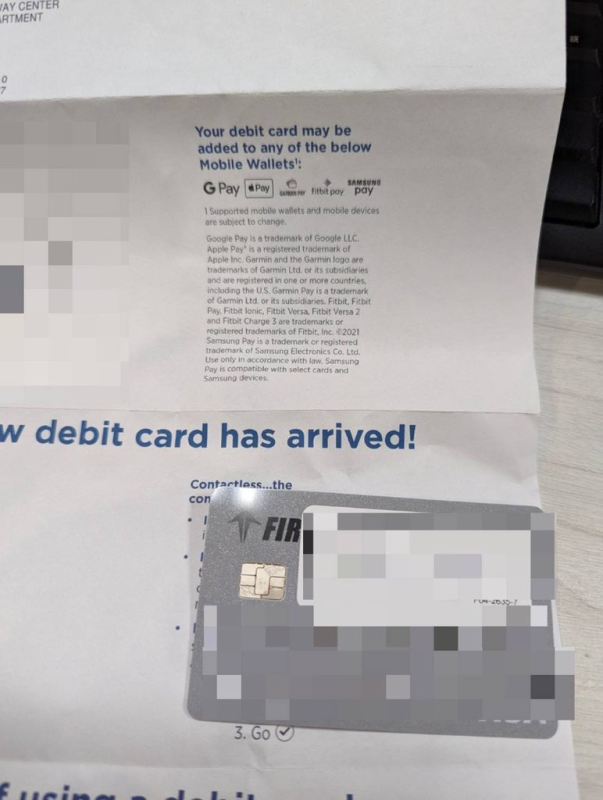 AY CENTER
ARTMENT
0
7
Your debit card may be
added to any of the below
Mobile Wallets¹:
G Pay Pay GARMIN PAY fitbit pay SAMSUNG pay
1 Supported mobile wallets and mobile devices
are subject to change.
Google Pay is a trademark of Google LLC.
Apple Pay® is a registered trademark of
Apple Inc. Garmin and the Garmin logo are
trademarks of Garmin Ltd. or its subsidiaries
and are registered in one or more countries,
including the U.S. Garmin Pay is a trademark
of Garmin Ltd. or its subsidiaries. Fitbit, Fitbit
Pay, Fitbit Ionic, Fitbit Versa, Fitbit Versa 2
and Fitbit Charge 3 are trademarks or
registered trademarks of Fitbit, Inc. ©2021
Samsung Pay is a trademark or registered
trademark of Samsung Electronics Co. Ltd.
Use only in accordance with law. Samsung
Pay is compatible with select cards and
Samsung devices.
w debit card has arrived!
Contactless...the
con
FIR
3. Go
f using a debit